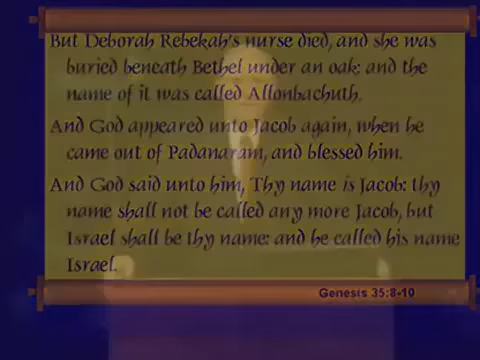 But Deborah Rebekah's nurse died, and she was
buried beneath Bethel under an oak: and the
name of it was called Allonbachuth.
And God appeared unto Jacob again, when he
came out of Padanaram, and blessed him.
And God said unto him, Thy name is Jacob: thy
name shall not be called any more Jacob, but
Israel shall be thy name: and he called his name
Israel.
Genesis 35:8-10